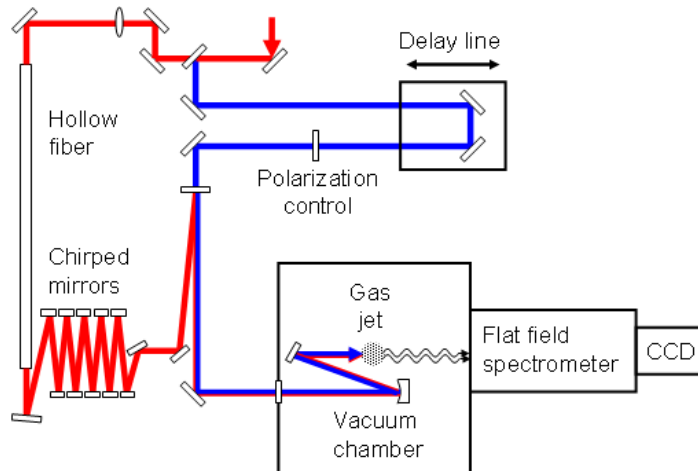 Delay line
Hollow
fiber
Polarization
control
Chirped
mirrors
Gas
jet
Flat field
spectrometer
CCD
Vacuum
chamber